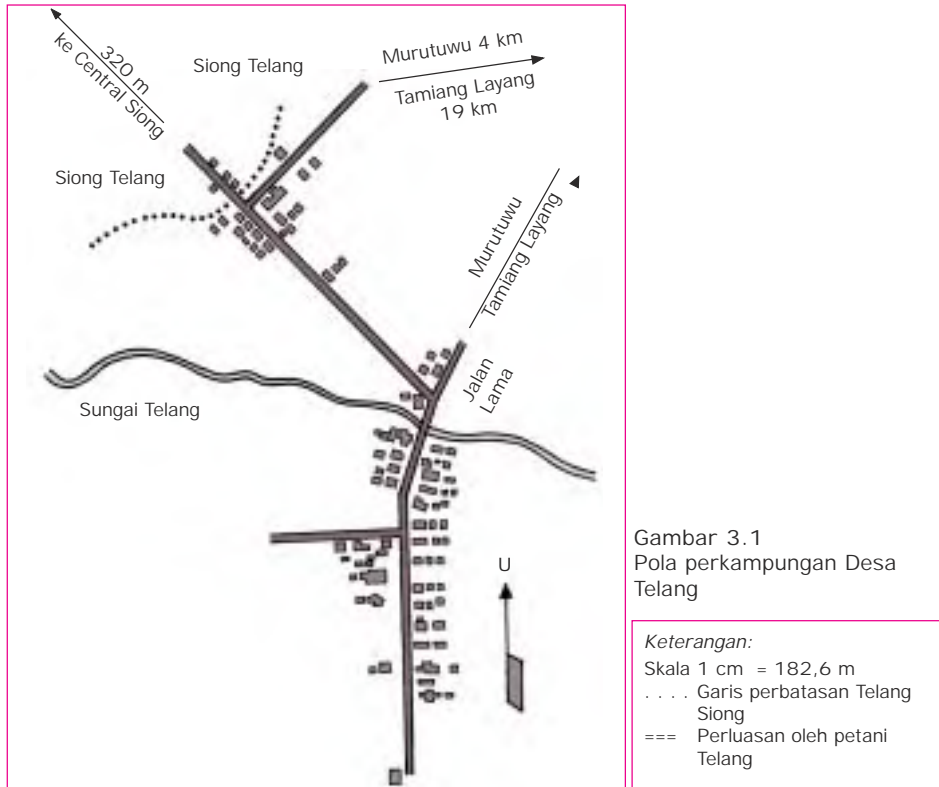 320 m
ke Central Siong
Siong Telang
Murutuwu 4 km
Tamiang Layang
19 km
Siong Telang
Murutuwu
Tamiang Layang
Jalan
Lama
Sungai Telang
U
Gambar 3.1
Pola perkampungan Desa
Telang
Keterangan:
Skala 1 cm = 182,6 m
. . . . Garis perbatasan Telang
Siong
=== Perluasan oleh petani
Telang